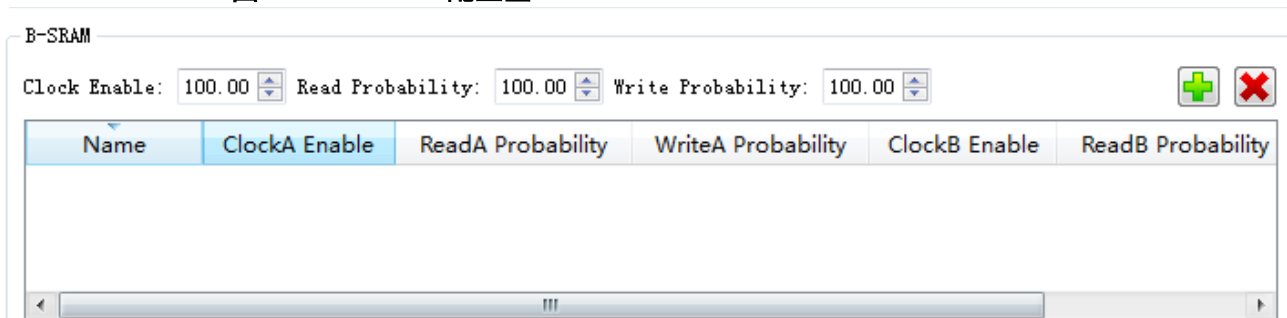 B-SRAM
Clock Enable: 100.00 Read Probability: 100.00 Write Probability: 100.00
Name ClockA Enable ReadA Probability WriteA Probability ClockB Enable ReadB Probability